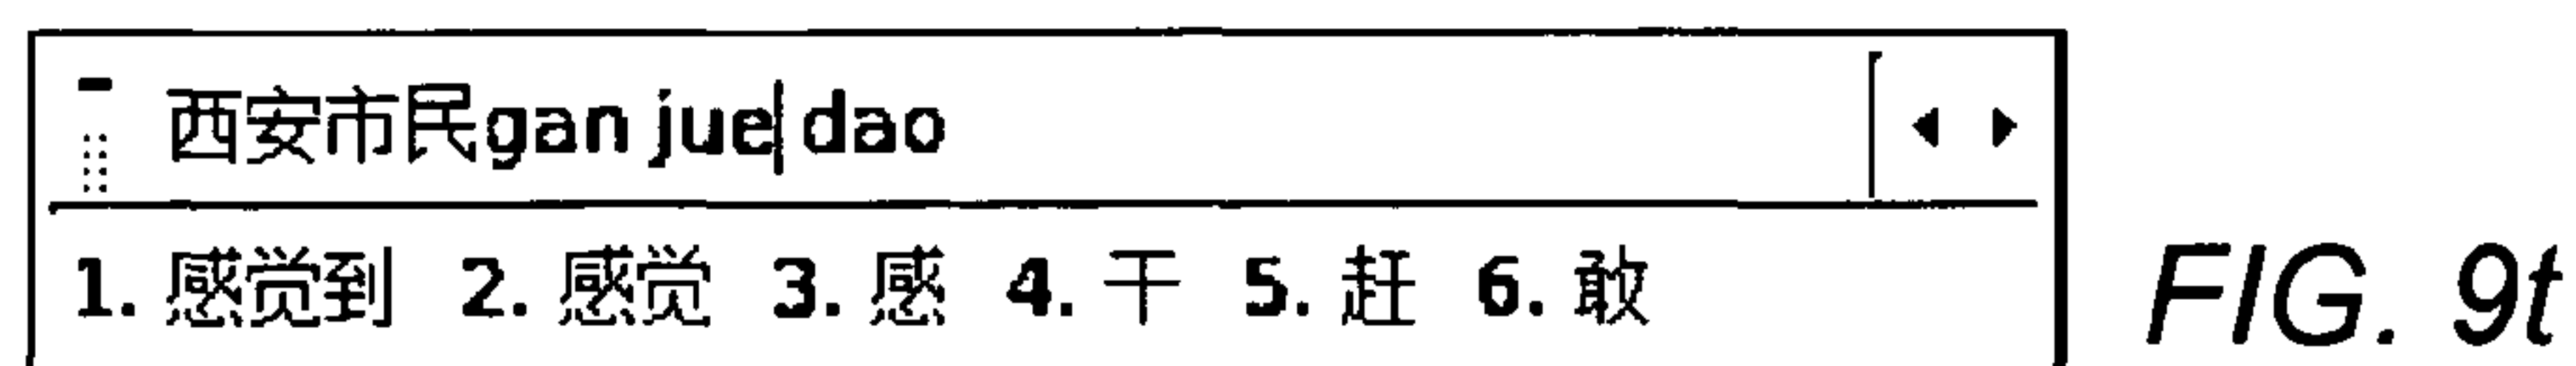 西安市民gan jue dao
1. 感觉到 2. 感觉 3. 感 4. 干 5. 赶 6. 敢
FIG. 9t